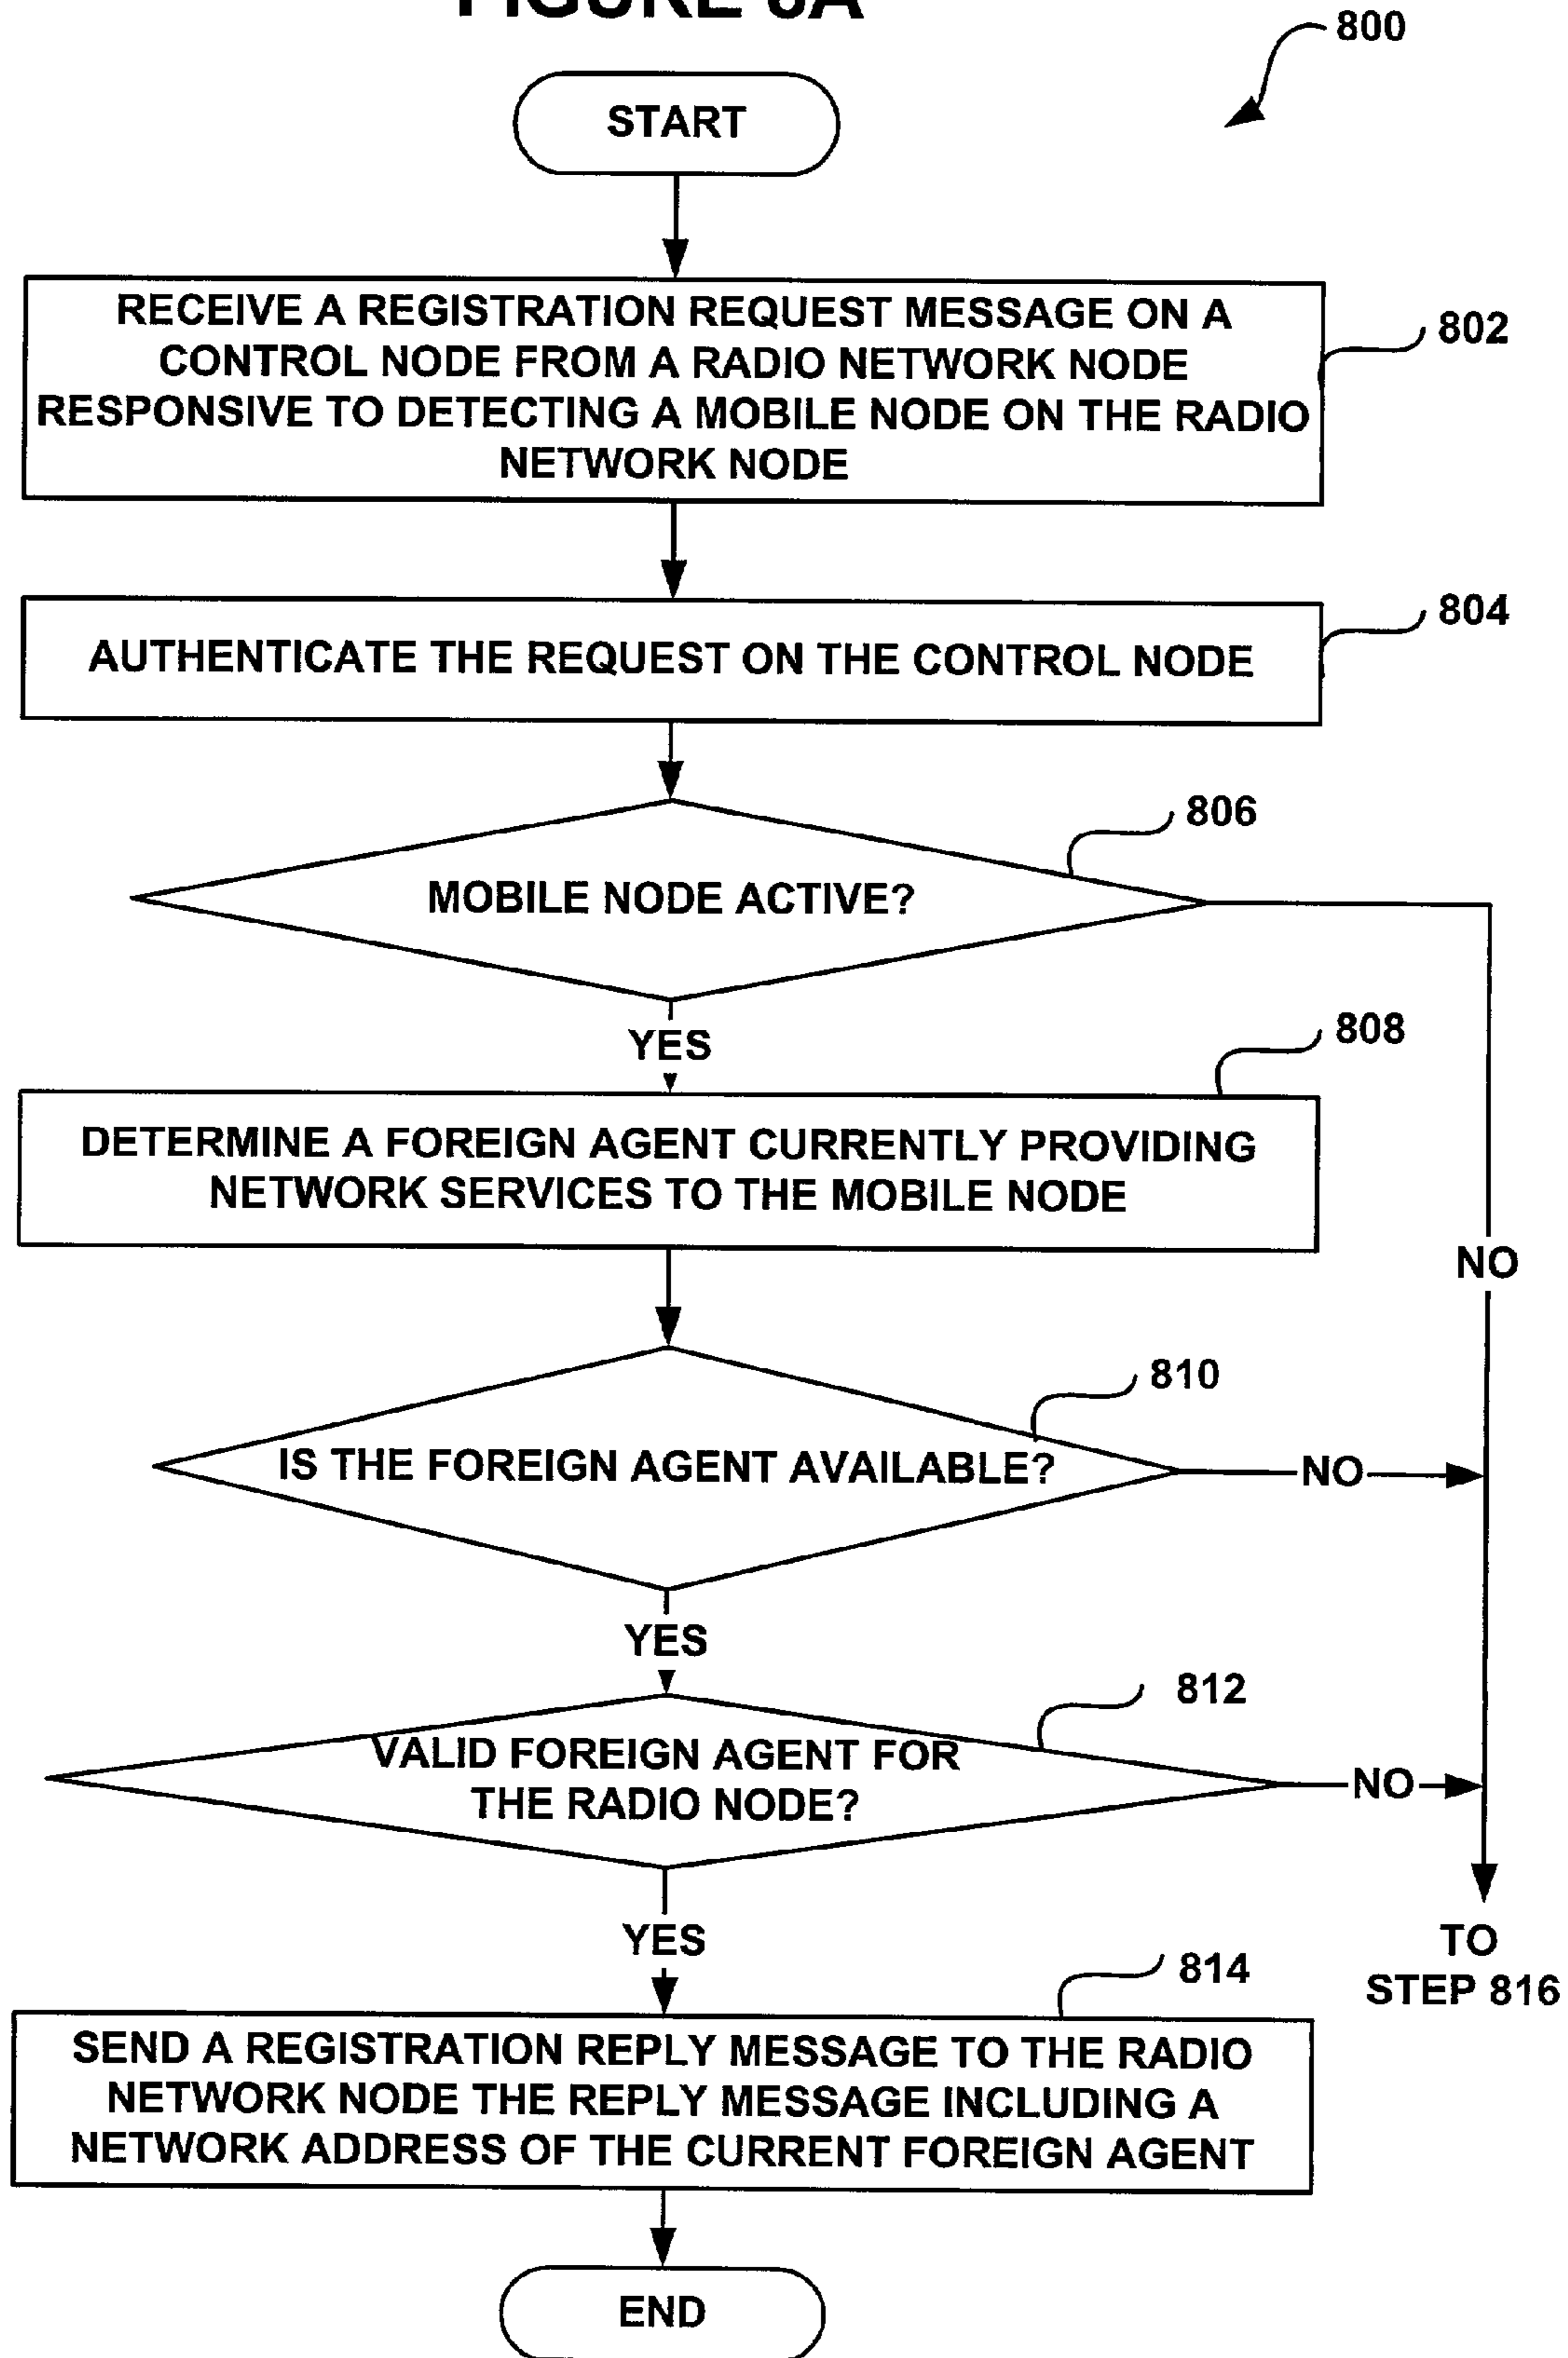 FIGURE 8A
800
START
RECEIVE A REGISTRATION REQUEST MESSAGE ON A
CONTROL NODE FROM A RADIO NETWORK NODE
RESPONSIVE TO DETECTING A MOBILE NODE ON THE RADIO
NETWORK NODE
802
AUTHENTICATE THE REQUEST ON THE CONTROL NODE
804
MOBILE NODE ACTIVE?
806
YES
808
DETERMINE A FOREIGN AGENT CURRENTLY PROVIDING
NETWORK SERVICES TO THE MOBILE NODE
NO
810
IS THE FOREIGN AGENT AVAILABLE?
NO
YES
812
VALID FOREIGN AGENT FOR
THE RADIO NODE?
NO
YES
TO
STEP 816
814
SEND A REGISTRATION REPLY MESSAGE TO THE RADIO
NETWORK NODE THE REPLY MESSAGE INCLUDING A
NETWORK ADDRESS OF THE CURRENT FOREIGN AGENT
END